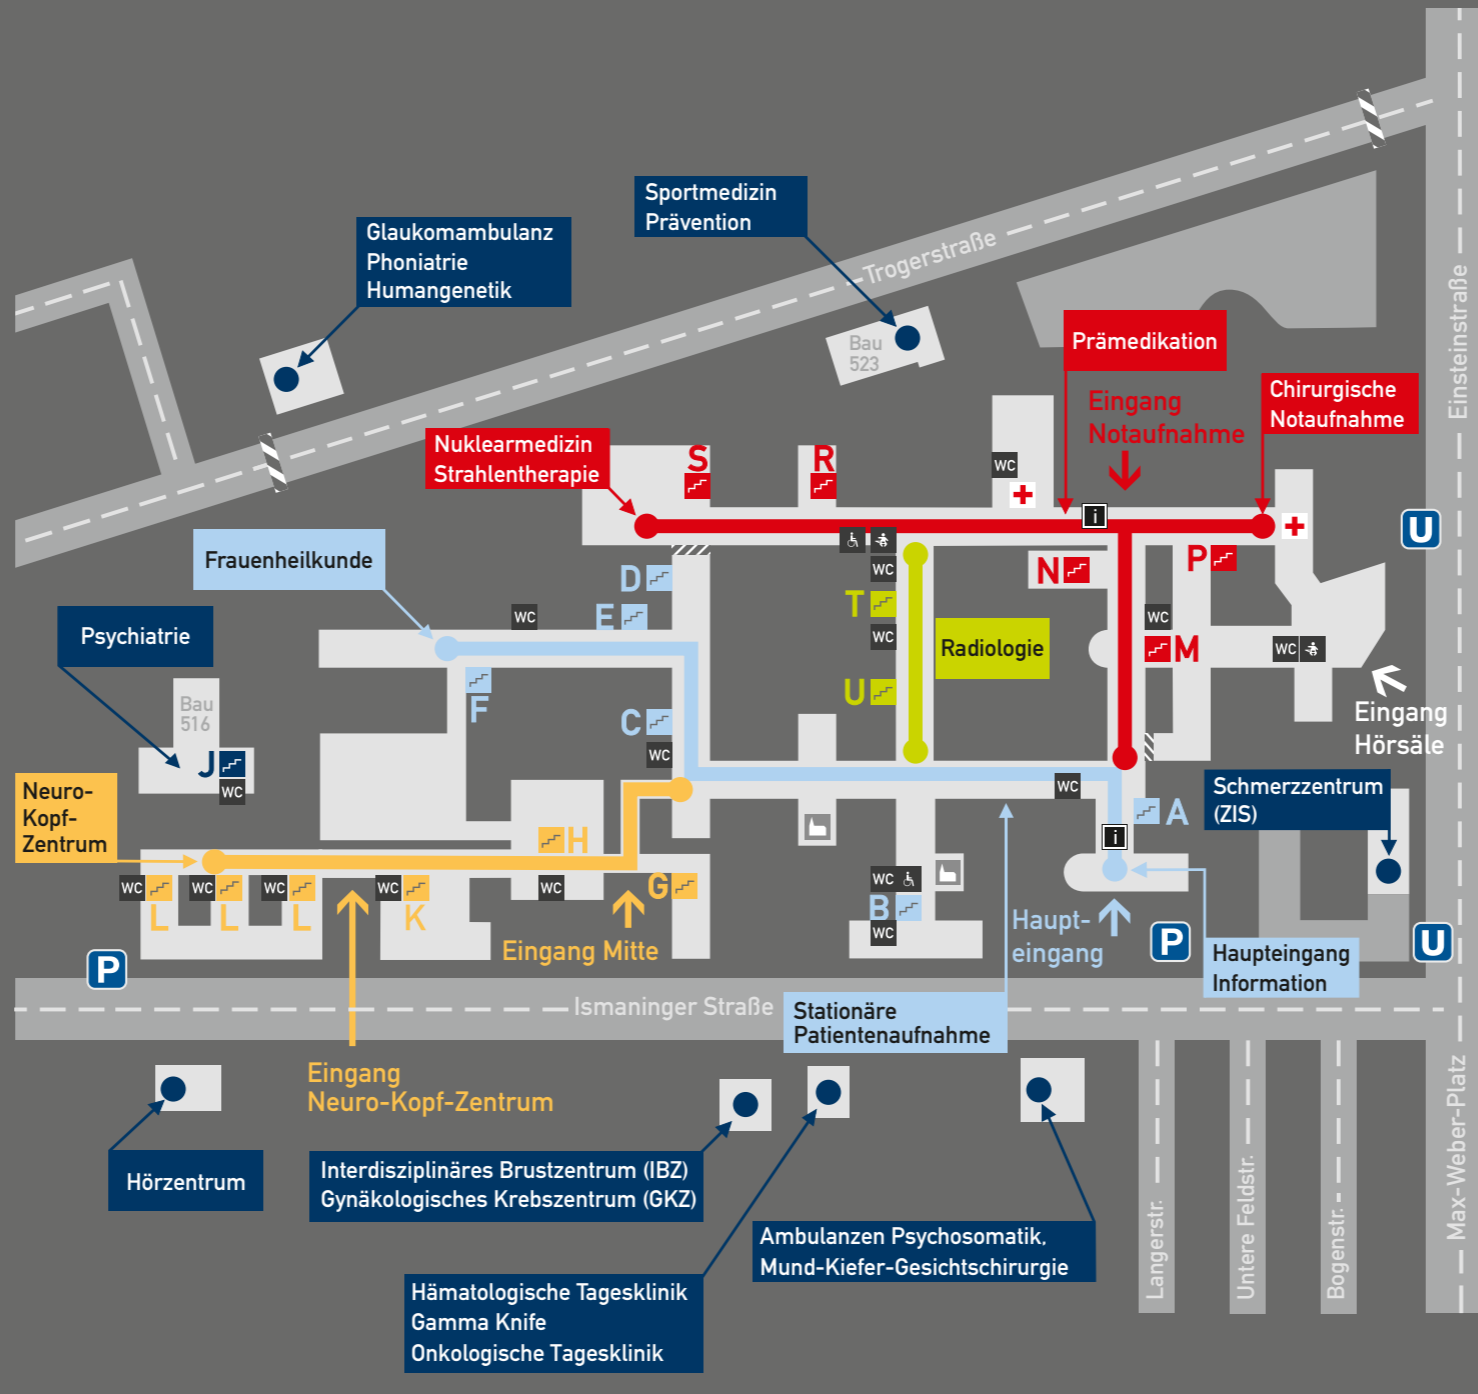 Sportmedizin
Prävention
Glaukomambulanz
Phoniatrie
Humangenetik
Trogerstraße
Einsteinstraße
Bau
523
Prämedikation
Chirurgische
Notaufnahme
Eingang
Notaufnahme
Nuklearmedizin
Strahlentherapie
S
R
WC
i
U
Frauenheilkunde
D
E
WC
WC
T
WC
U
N
P
WC
M
WC
Radiologie
Psychiatrie
F
C
WC
Bau
516
J
WC
Eingang
Hörsäle
Neuro-
Kopf-
Zentrum
H
WC
A
i
Schmerzzentrum
(ZIS)
WC
L
WC
L
WC
L
WC
K
WC
G
WC
B
WC
Haupt-
eingang
Eingang Mitte
P
P
U
Haupteingang
Information
Ismaninger Straße
Stationäre
Patientenaufnahme
Eingang
Neuro-Kopf-Zentrum
Hörzentrum
Interdisziplinäres Brustzentrum (IBZ)
Gynäkologisches Krebszentrum (GKZ)
Ambulanzen Psychosomatik,
Mund-Kiefer-Gesichtschirurgie
Hämatologische Tagesklinik
Gamma Knife
Onkologische Tagesklinik
Langerstr.
Untere Feldstr.
Bogenstr.
Max-Weber-Platz